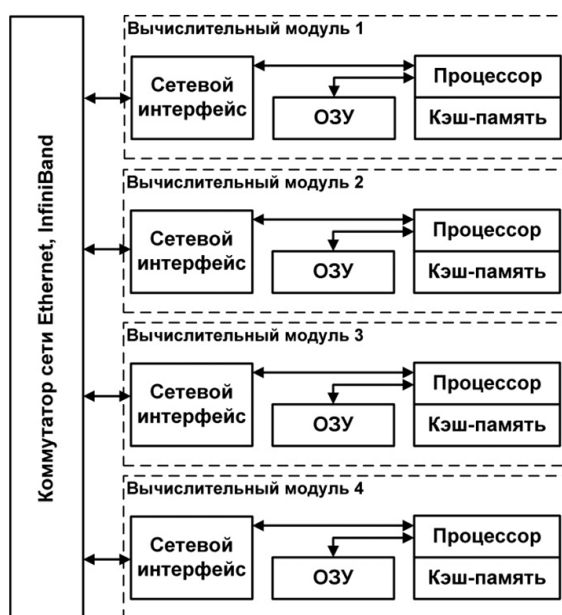 Коммутатор сети Ethernet, InfiniBand
Вычислительный модуль 1
Сетевой
интерфейс
ОЗУ
Процессор
Кэш-память
Вычислительный модуль 2
Сетевой
интерфейс
ОЗУ
Процессор
Кэш-память
Вычислительный модуль 3
Сетевой
интерфейс
ОЗУ
Процессор
Кэш-память
Вычислительный модуль 4
Сетевой
интерфейс
ОЗУ
Процессор
Кэш-память